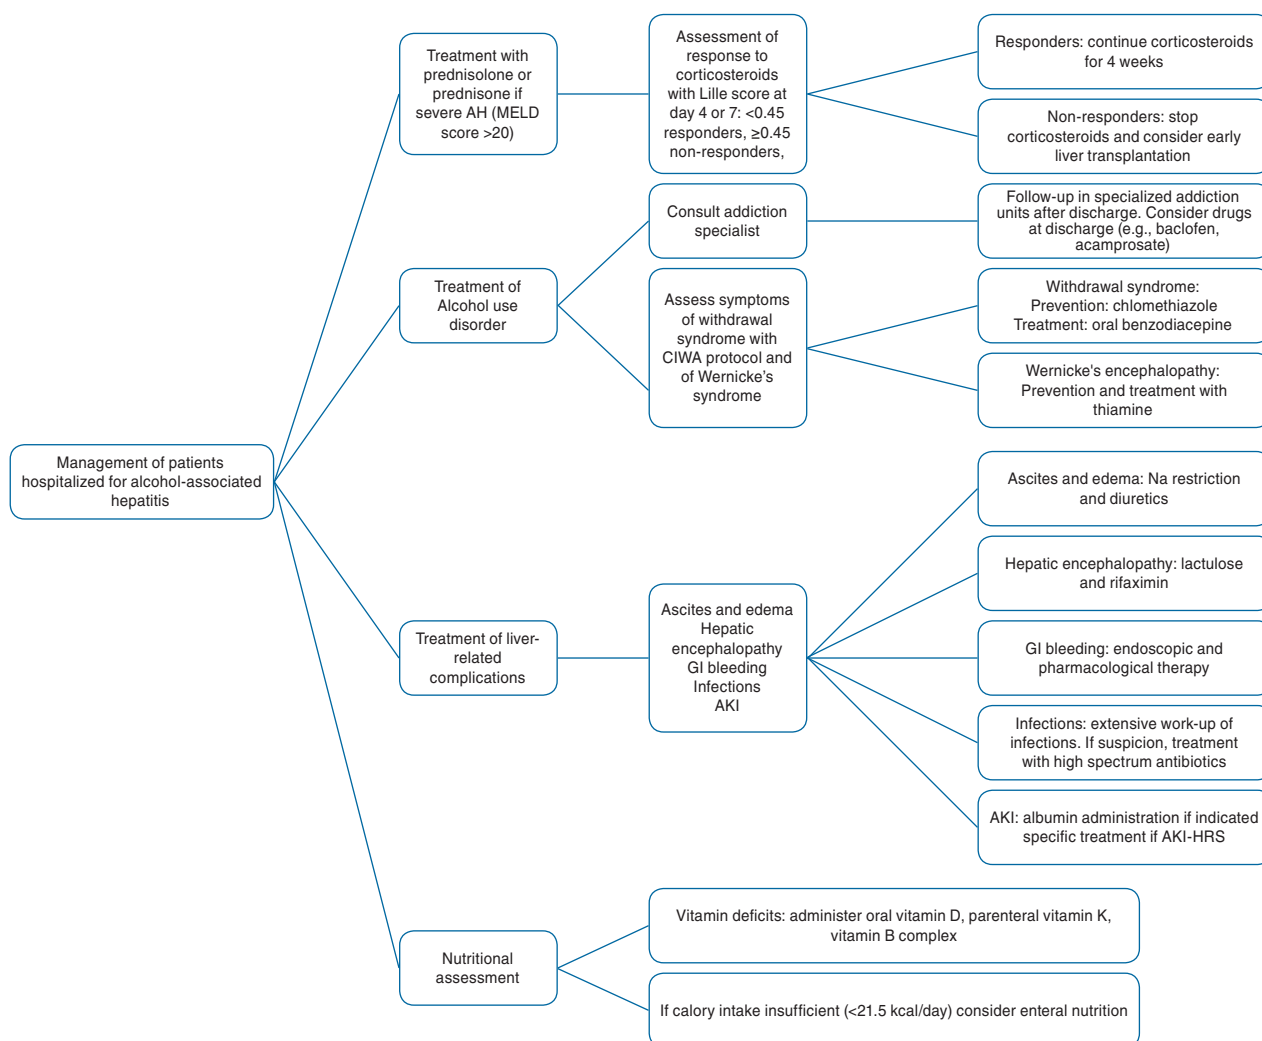 Management of patients
hospitalized for alcohol-associated
hepatitis
Treatment with
prednisolone or
prednisone if
severe AH (MELD
score >20)
Assessment of
response to
corticosteroids
with Lille score at
day 4 or 7: <0.45
responders, ≥0.45
non-responders,
Responders: continue corticosteroids
for 4 weeks
Non-responders: stop
corticosteroids and consider early
liver transplantation
Treatment of
Alcohol use
disorder
Consult addiction
specialist
Follow-up in specialized addiction
units after discharge. Consider drugs
at discharge (e.g., baclofen,
acamprosate)
Assess symptoms
of withdrawal
syndrome with
CIWA protocol and
of Wernicke's
syndrome
Withdrawal syndrome:
Prevention: chlomethiazole
Treatment: oral benzodiacepine
Wernicke's encephalopathy:
Prevention and treatment with
thiamine
Treatment of liver-
related
complications
Ascites and edema
Hepatic
encephalopathy
GI bleeding
Infections
AKI
Ascites and edema: Na restriction
and diuretics
Hepatic encephalopathy: lactulose
and rifaximin
GI bleeding: endoscopic and
pharmacological therapy
Infections: extensive work-up of
infections. If suspicion, treatment
with high spectrum antibiotics
AKI: albumin administration if indicated
specific treatment if AKI-HRS
Nutritional
assessment
Vitamin deficits: administer oral vitamin D, parenteral vitamin K,
vitamin B complex
If calory intake insufficient (<21.5 kcal/day) consider enteral nutrition